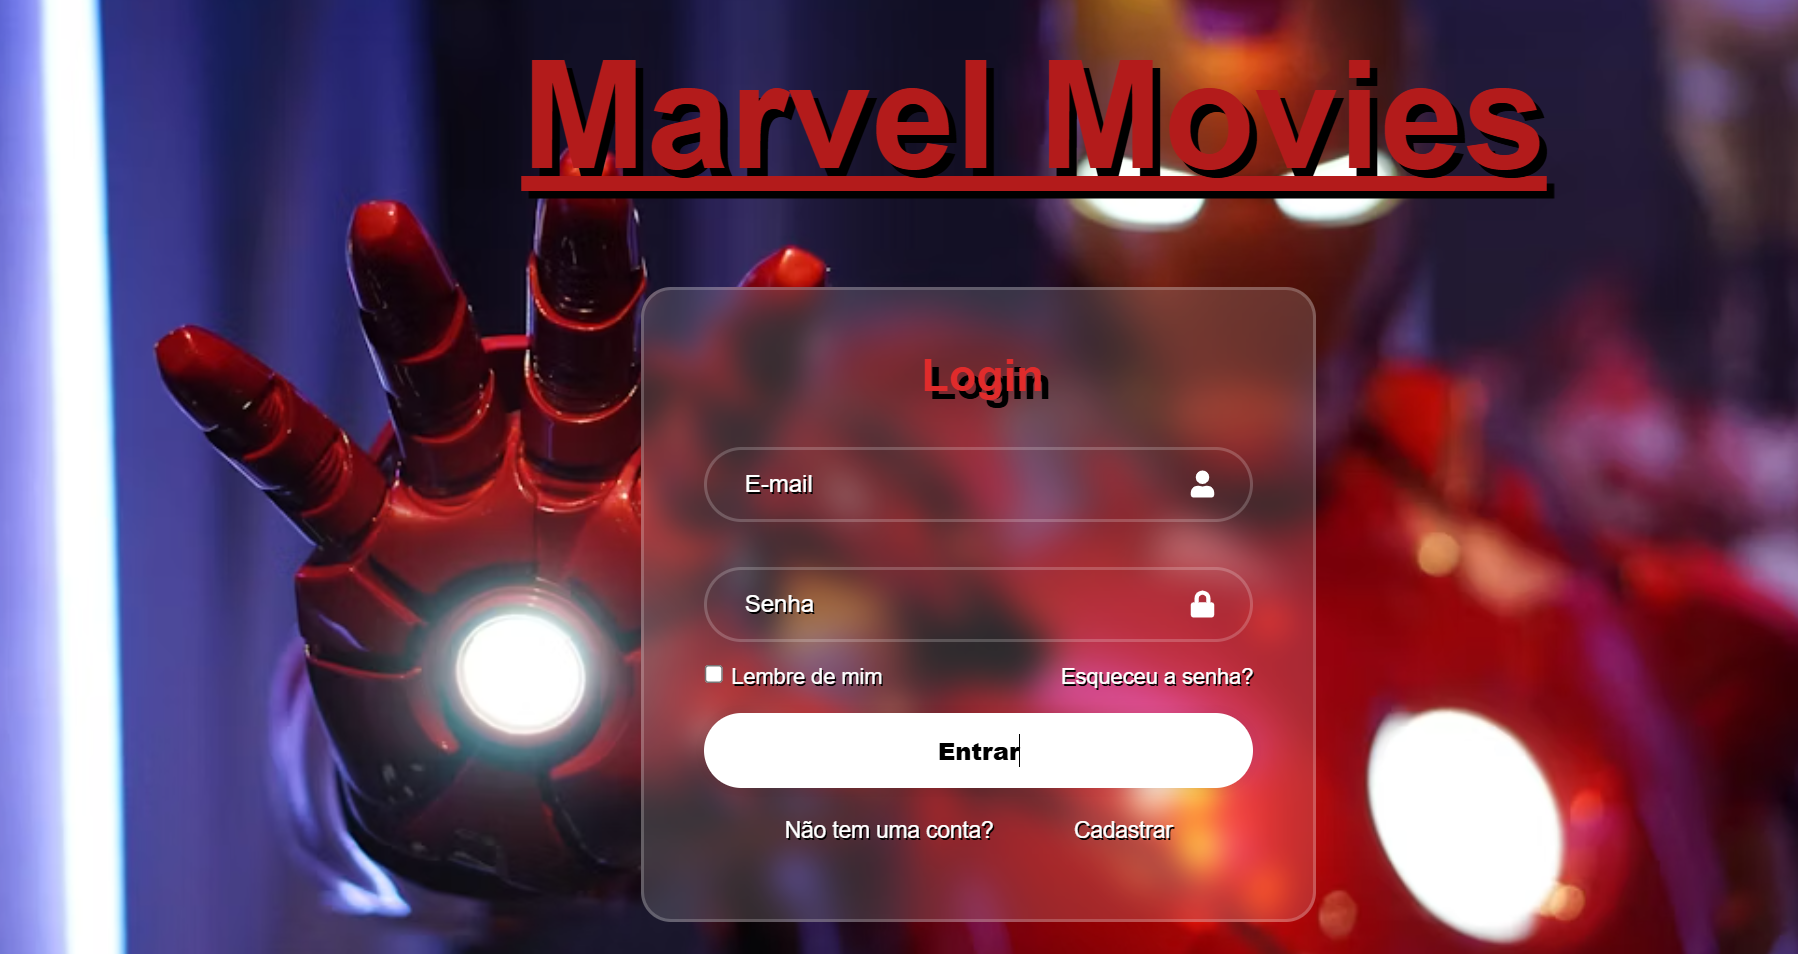 Marvel Movies
Login
E-mail
Senha
Lembre de mim Esqueceu a senha?
Entrar
Não tem uma conta? Cadastrar